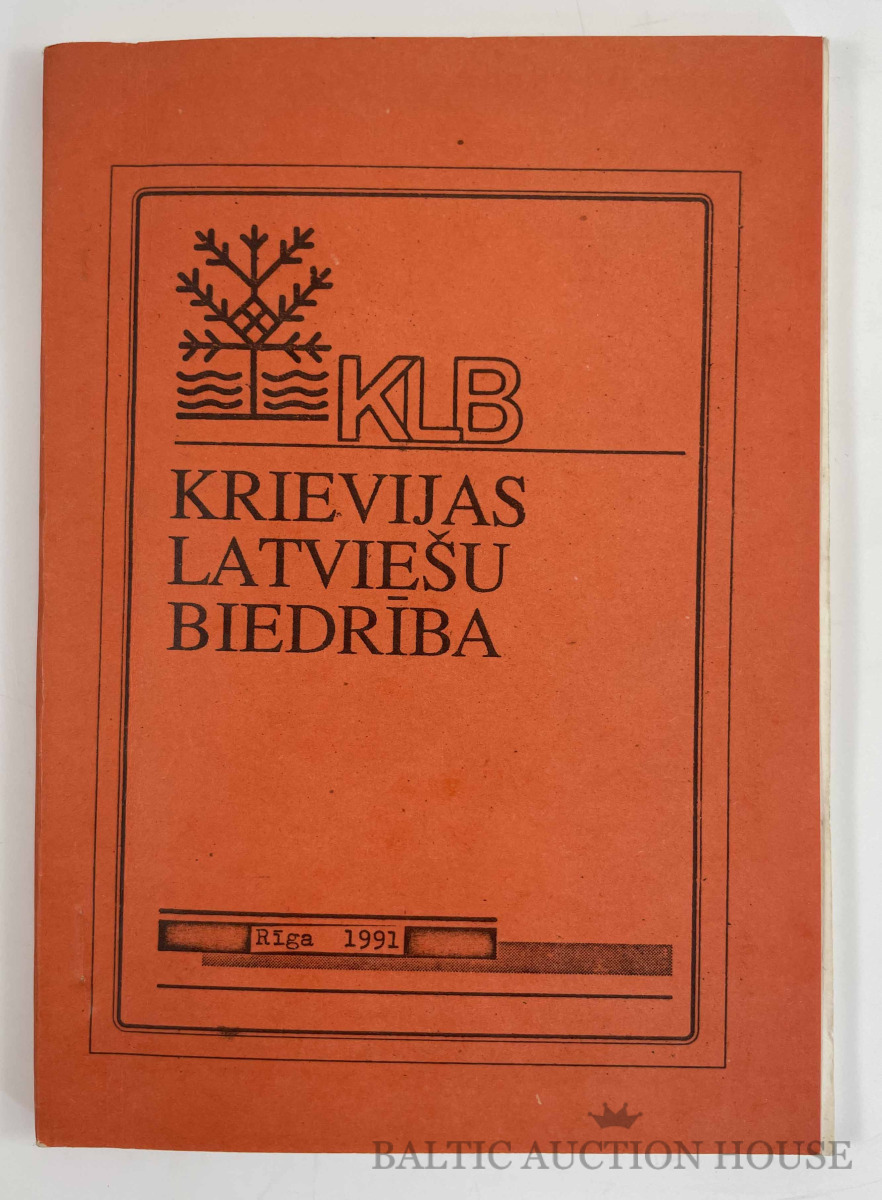 KLB
KRIEVIJAS
LATVIEŠU
BIEDRĪBA
Rīga 1991
BALTIC AUCTION HOUSE